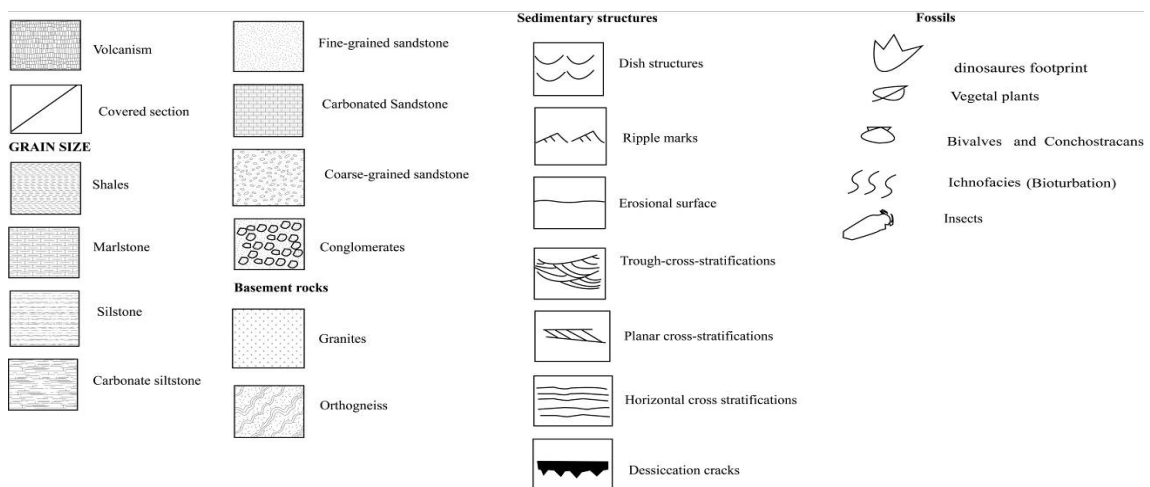 Volcanism
Covered section
GRAIN SIZE
Shales
Marlstone
Silstone
Carbonate siltstone
Fine-grained sandstone
Carbonated Sandstone
Coarse-grained sandstone
Conglomerates
Basement rocks
Granites
Orthogneiss
Sedimentary structures
Dish structures
Ripple marks
Erosional surface
Trough-cross-stratifications
Planar cross-stratifications
Horizontal cross stratifications
Dessiccation cracks
Fossils
dinosaures footprint
Vegetal plants
Bivalves and Conchostracans
Ichnofacies (Bioturbation)
Insects